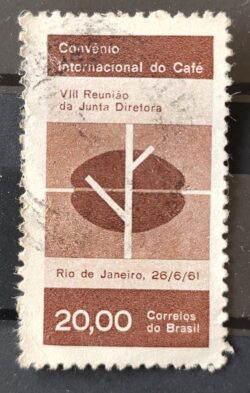 Convênio
Internacional do Café
VIII Reunião
da Junta Diretora
Rio de Janeiro, 26/6/61
20,00 Correios
do Brasil